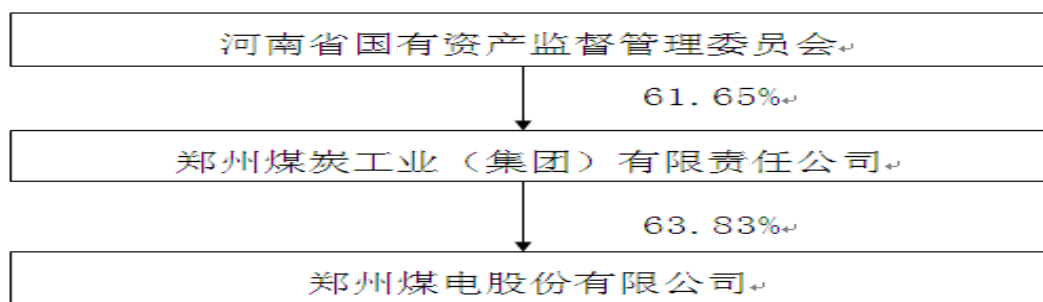 河南省国有资产监督管理委员会
61.65%
郑州煤炭工业（集团）有限责任公司
63.83%
郑州煤电股份有限公司